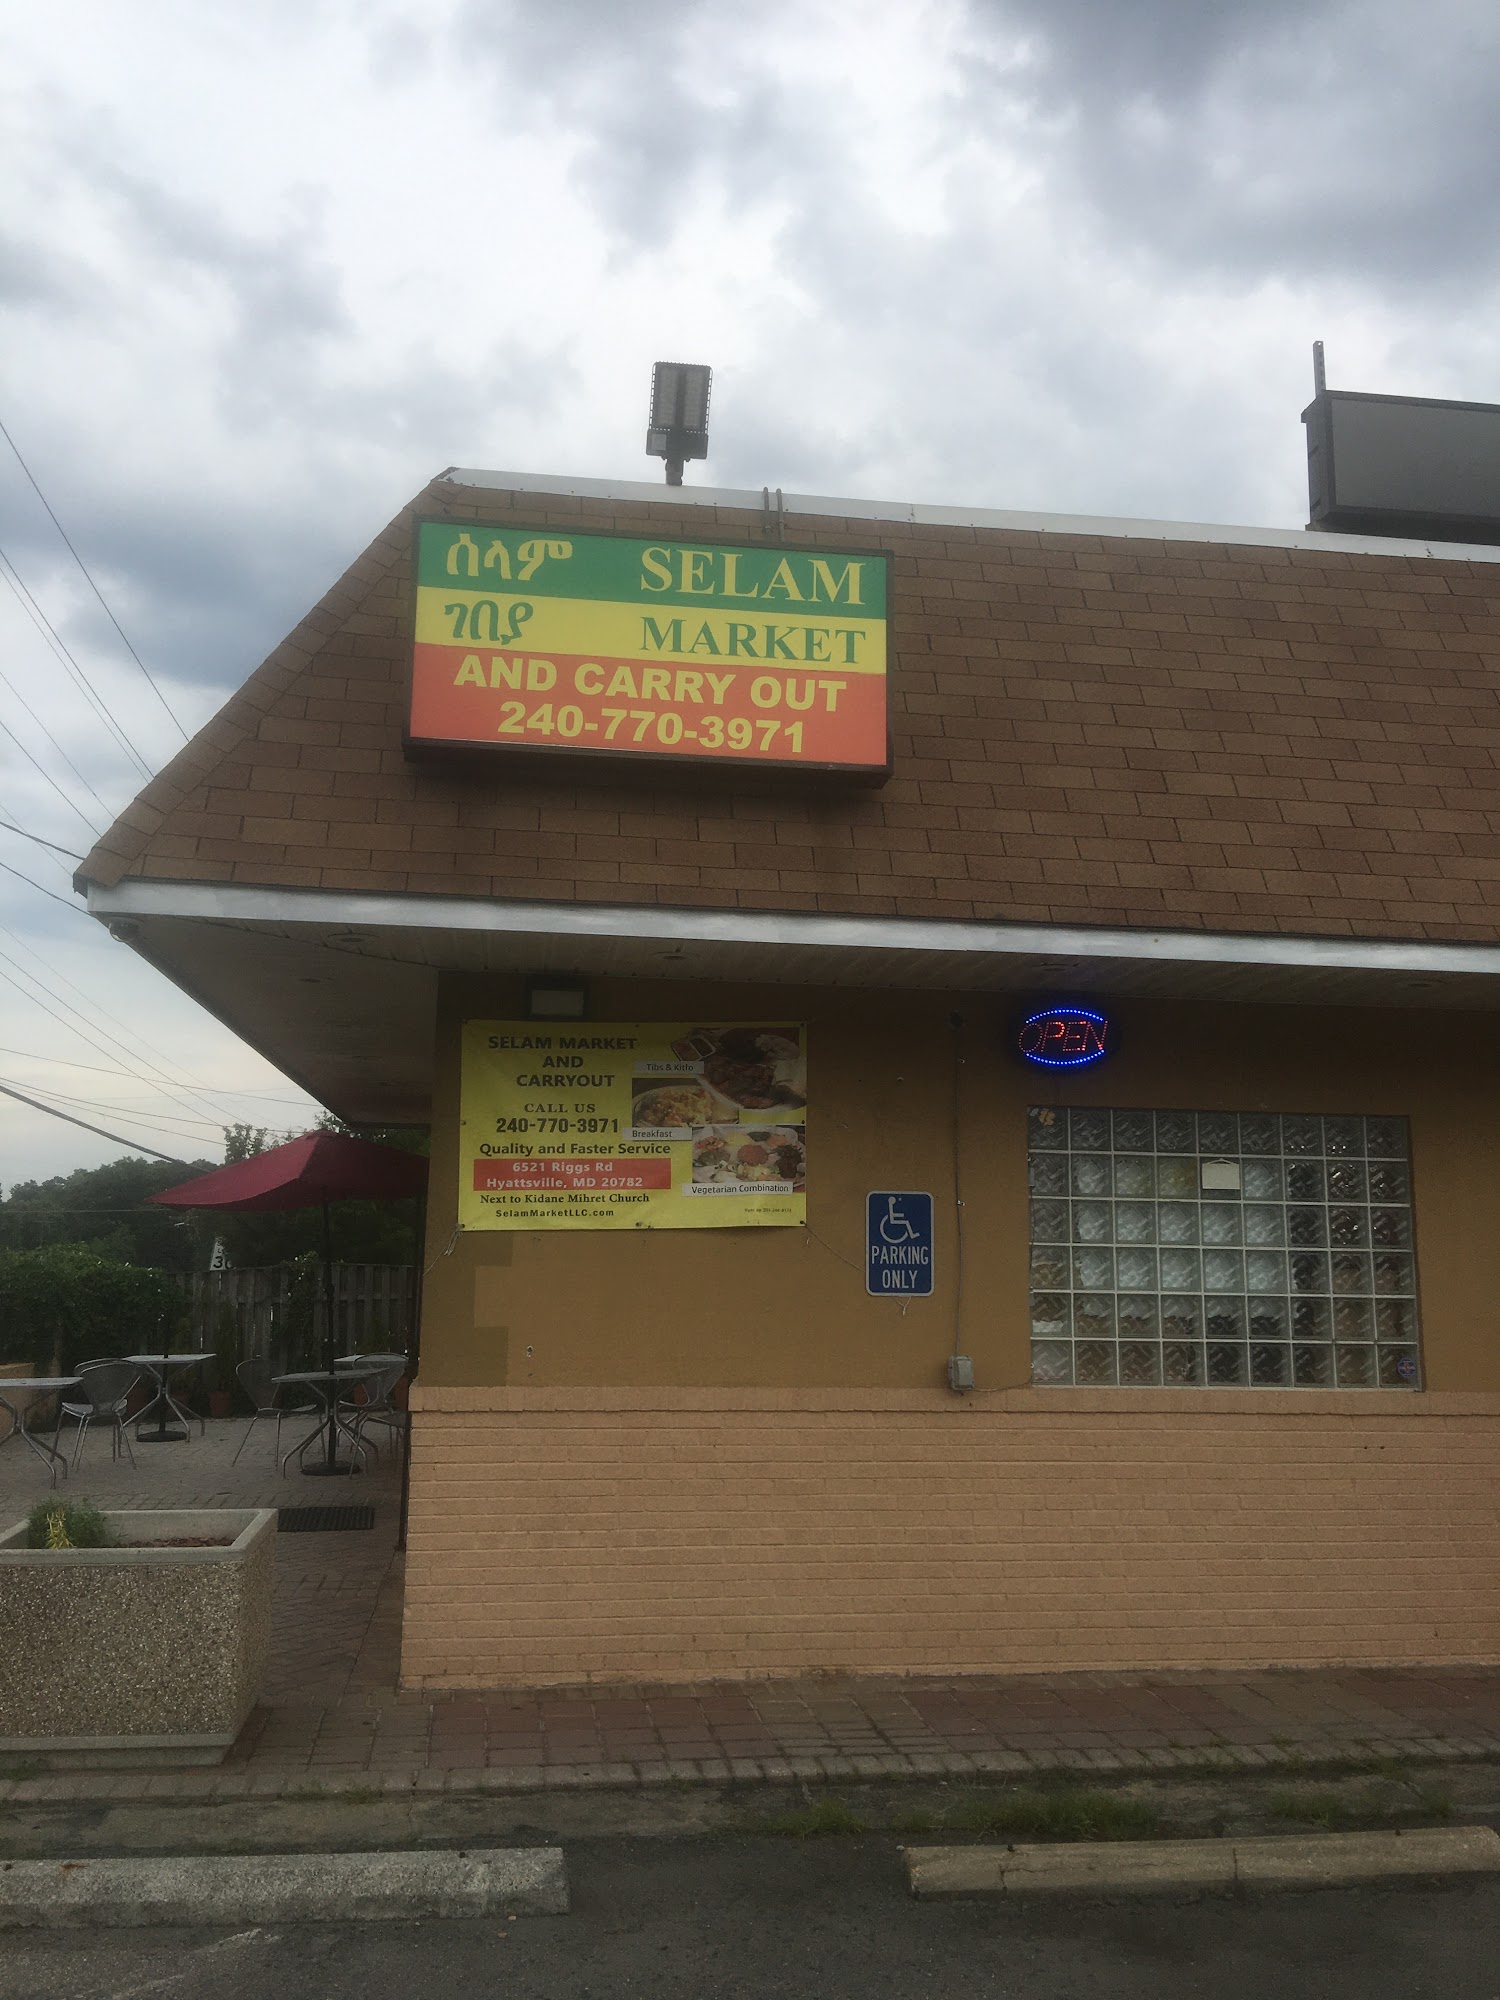 ሰላም SELAM
ገበያ MARKET
AND CARRY OUT
240-770-3971
SELAM MARKET
AND
CARRYOUT
CALL US
240-770-3971
Quality and Faster Service
6521 Riggs Rd
Hyattsville, MD 20782
Next to Kidane Mihret Church
SelamMarketLLC.com
Tibs & Kitfo
Breakfast
Vegetarian Combination
OPEN
PARKING
ONLY